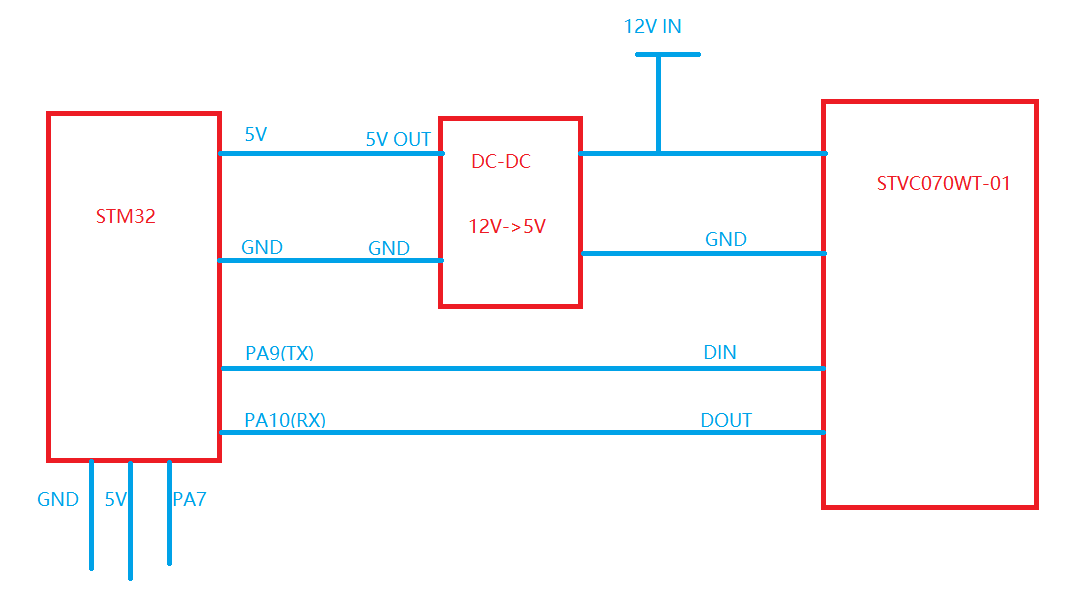 12V IN
5V
5V OUT
DC-DC
STVC070WT-01
STM32
12V->5V
GND
GND
GND
PA9(TX)
DIN
PA10(RX)
DOUT
GND
5V
PA7